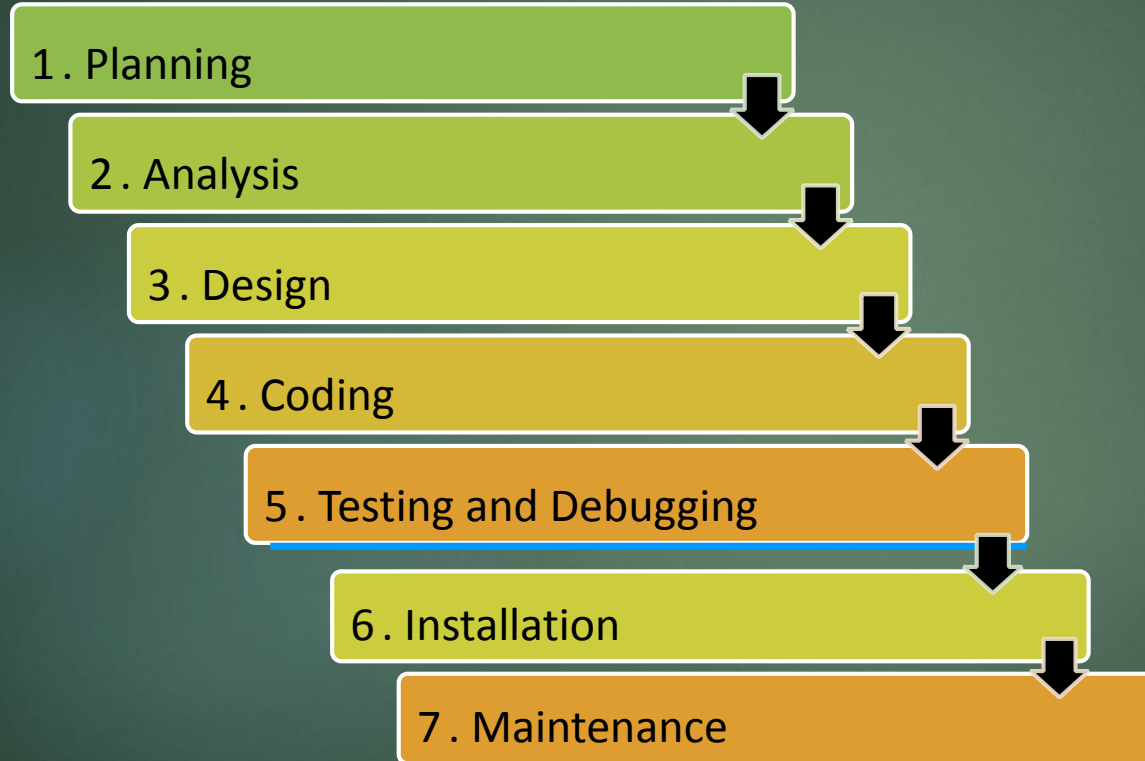 1. Planning
2. Analysis
3. Design
4. Coding
5. Testing and Debugging
6. Installation
7. Maintenance